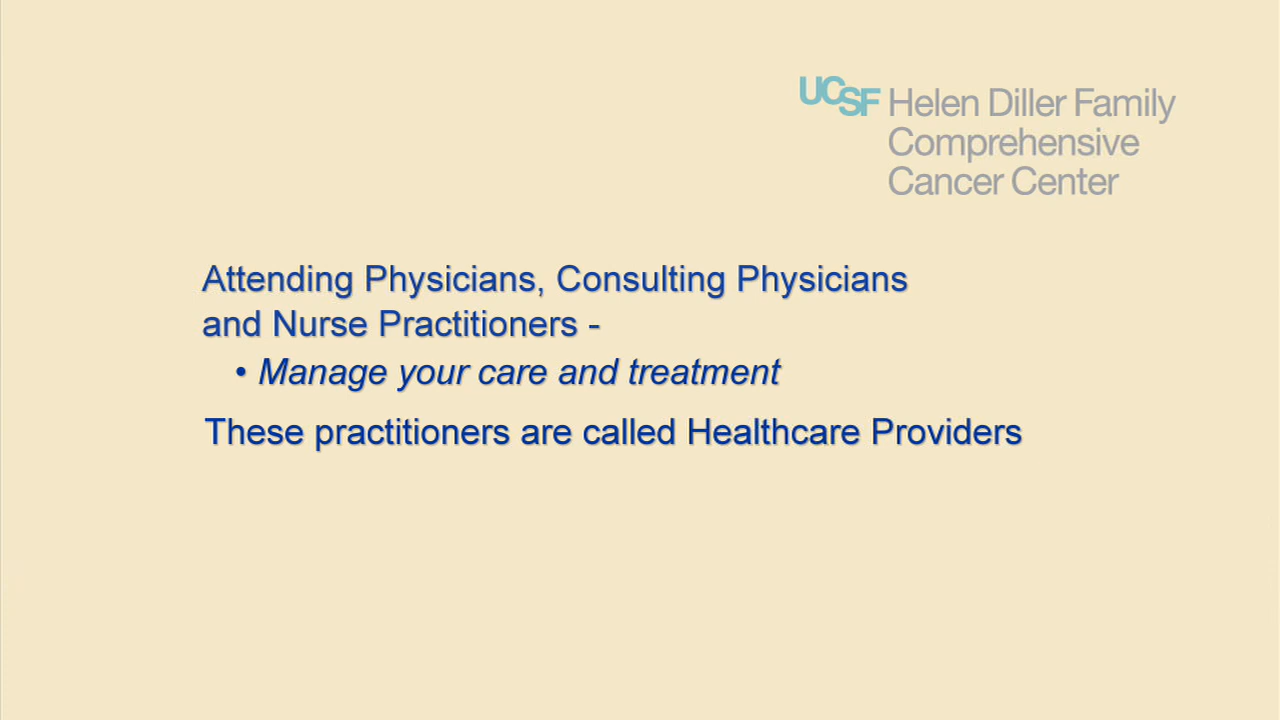 UCSF Helen Diller Family
Comprehensive
Cancer Center
Attending Physicians, Consulting Physicians
and Nurse Practitioners -
• Manage your care and treatment
These practitioners are called Healthcare Providers